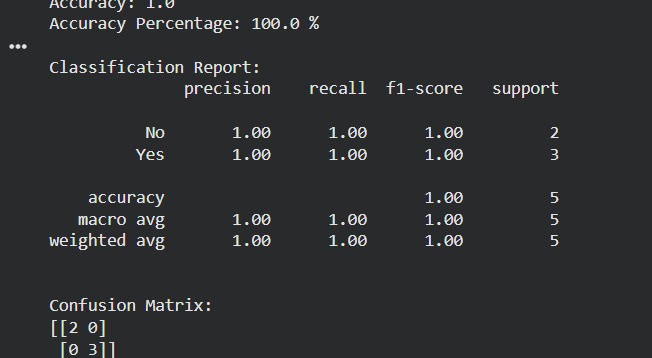 Accuracy: 1.0
Accuracy Percentage: 100.0 %
Classification Report:
precision recall f1-score support
No 1.00 1.00 1.00 2
Yes 1.00 1.00 1.00 3
accuracy 1.00 5
macro avg 1.00 1.00 1.00 5
weighted avg 1.00 1.00 1.00 5
Confusion Matrix:
[[2 0]
[0 3]]